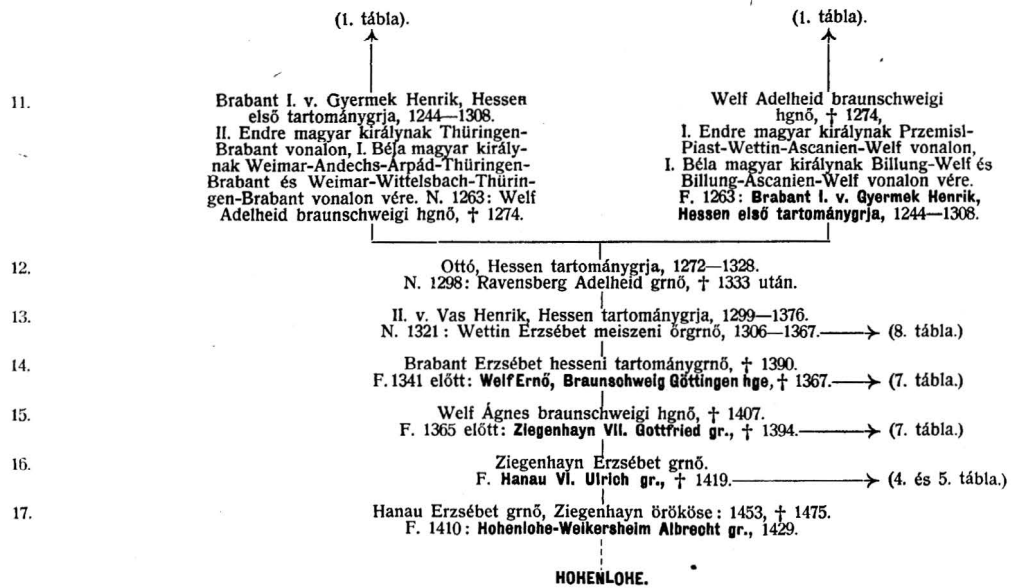 (1. tábla).
(1. tábla).
11.
Brabant I. v. Gyermek Henrik, Hessen
első tartománygrja, 1244—1308.
II. Endre magyar királynak Thüringen-
Brabant vonalon, I. Béla magyar király-
nak Weimar-Andechs-Árpád-Thüringen-
Brabant és Weimar-Wittelsbach-Thürin-
gen-Brabant vonalon vére. N. 1263: Welf
Adelheid braunschweigi hgnő, † 1274.
Welf Adelheid braunschweigi
hgnő, † 1274,
I. Endre magyar királynak Przemisl-
Piast-Wettin-Ascanien-Welf vonalon,
I. Béla magyar királynak Billung-Welf és
Billung-Ascanien-Welf vonalon vére.
F. 1263: Brabant I. v. Gyermek Henrik,
Hessen első tartománygrja, 1244—1308.
12.
Ottó, Hessen tartománygrja, 1272—1328.
N. 1298: Ravensberg Adelheid grnő, † 1333 után.
13.
II. v. Vas Henrik, Hessen tartománygrja, 1299—1376.
N. 1321: Wettin Erzsébet meiszeni őrgrnő, 1306—1367. (8. tábla.)
14.
Brabant Erzsébet hesseni tartománygrnő, † 1390.
F. 1341 előtt: Welf Ernő, Braunschweig Göttingen hge, † 1367. (7. tábla.)
15.
Welf Ágnes braunschweigi hgnő, † 1407.
F. 1365 előtt: Ziegenhayn VII. Gottfried gr., † 1394. (7. tábla.)
16.
Ziegenhayn Erzsébet grnő.
F. Hanau VI. Ulrich gr., † 1419. (4. és 5. tábla.)
17.
Hanau Erzsébet grnő, Ziegenhayn örököse: 1453, † 1475.
F. 1410: Hohenlohe-Weikersheim Albrecht gr., 1429.
HOHENLOHE.